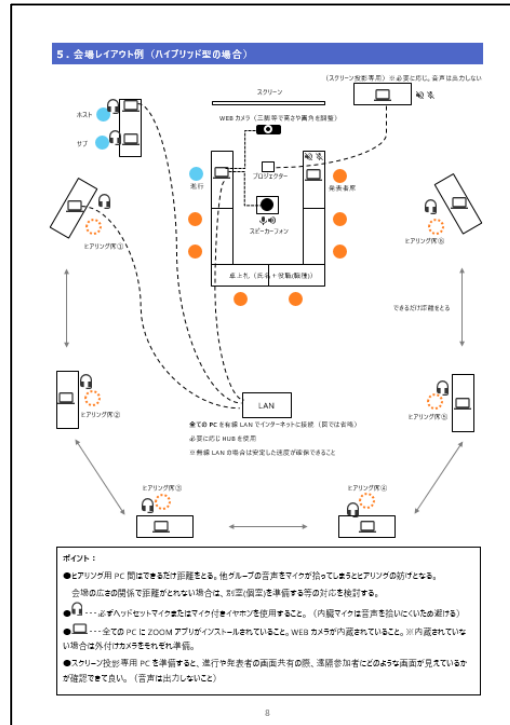 5．会場レイアウト例（ハイブリッド型の場合）
（スクリーン投影専用）※必要に応じ、音声は出力しない
スクリーン
WEB カメラ（三脚等で高さや画角を調整）
ホスト
サブ
進行
プロジェクター
発表者席
スピーカーフォン
卓上札（氏名＋役職(職種)）
ヒアリング席①
ヒアリング席⑥
できるだけ距離をとる
ヒアリング席②
ヒアリング席⑤
LAN
全ての PC を有線 LAN でインターネットに接続（図では省略）
必要に応じ HUB を使用
※無線 LAN の場合は安定した速度が確保できること
ヒアリング席③
ヒアリング席④
ポイント：
●ヒアリング用 PC 間はできるだけ距離をとる。他グループの音声をマイクが拾ってしまうとヒアリングの妨げとなる。
会場の広さの関係で距離がとれない場合は、別室(個室)を準備する等の対応を検討する。
●・・・必ずヘッドセットマイクまたはマイク付きイヤホンを使用すること。（内臓マイクは音声を拾いにくいため避ける）
●・・・全ての PC に ZOOM アプリがインストールされていること。WEB カメラが内蔵されていること。※内蔵されていな
い場合は外付けカメラをそれぞれ準備。
●スクリーン投影専用 PC を準備すると、進行や発表者の画面共有の際、遠隔参加者にどのような画面が見えているか
が確認できて良い。（音声は出力しないこと）
8